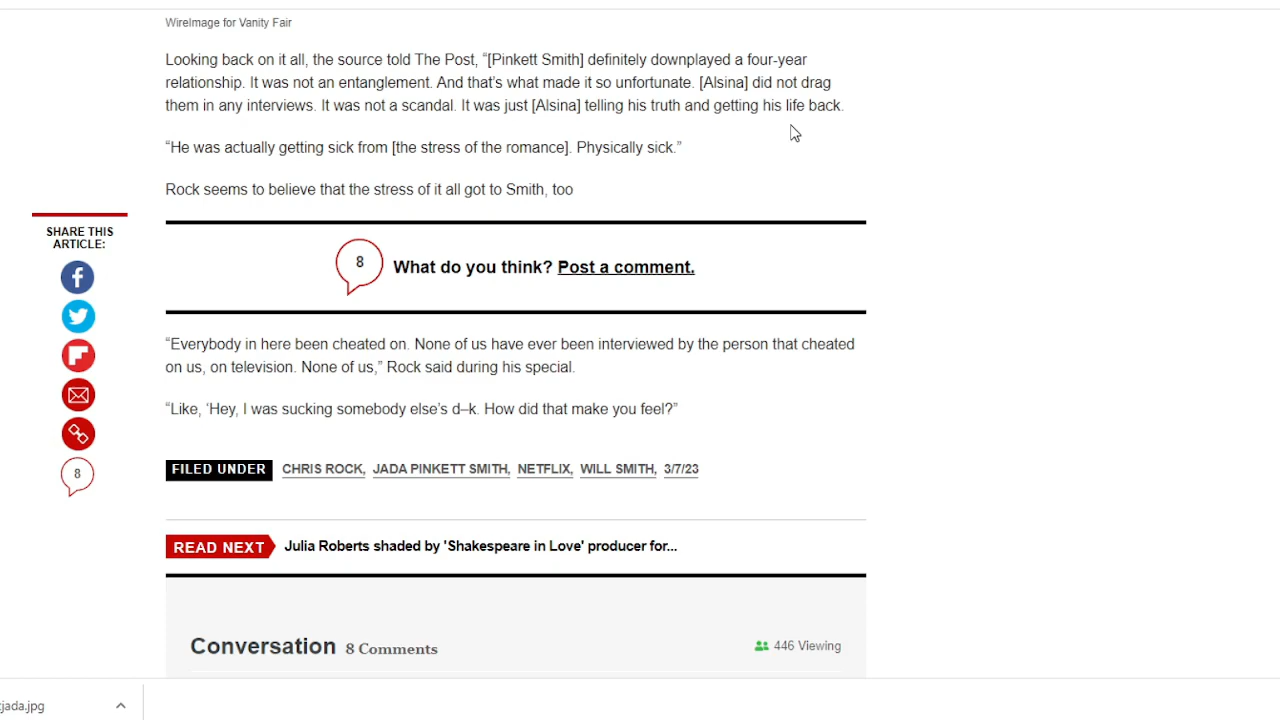 WireImage for Vanity Fair
Looking back on it all, the source told The Post, “[Pinkett Smith] definitely downplayed a four-year
relationship. It was not an entanglement. And that’s what made it so unfortunate. [Alsina] did not drag
them in any interviews. It was not a scandal. It was just [Alsina] telling his truth and getting his life back.
“He was actually getting sick from [the stress of the romance]. Physically sick.”
Rock seems to believe that the stress of it all got to Smith, too
SHARE THIS
ARTICLE:
8
What do you think? Post a comment.
“Everybody in here been cheated on. None of us have ever been interviewed by the person that cheated
on us, on television. None of us,” Rock said during his special.
“Like, ‘Hey, I was sucking somebody else’s d–k. How did that make you feel?”
8
FILED UNDER CHRIS ROCK, JADA PINKETT SMITH, NETFLIX, WILL SMITH, 3/7/23
READ NEXT Julia Roberts shaded by 'Shakespeare in Love' producer for...
Conversation 8 Comments
446 Viewing
jada.jpg